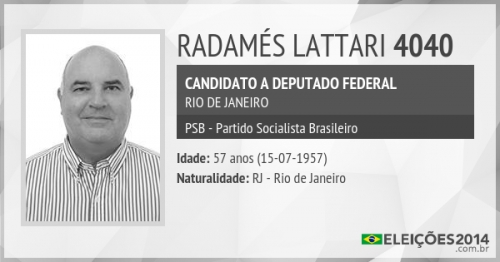 RADAMÉS LATTARI 4040
CANDIDATO A DEPUTADO FEDERAL
RIO DE JANEIRO
PSB - Partido Socialista Brasileiro
Idade: 57 anos (15-07-1957)
Naturalidade: RJ - Rio de Janeiro
ELEIÇÕES2014
.com.br